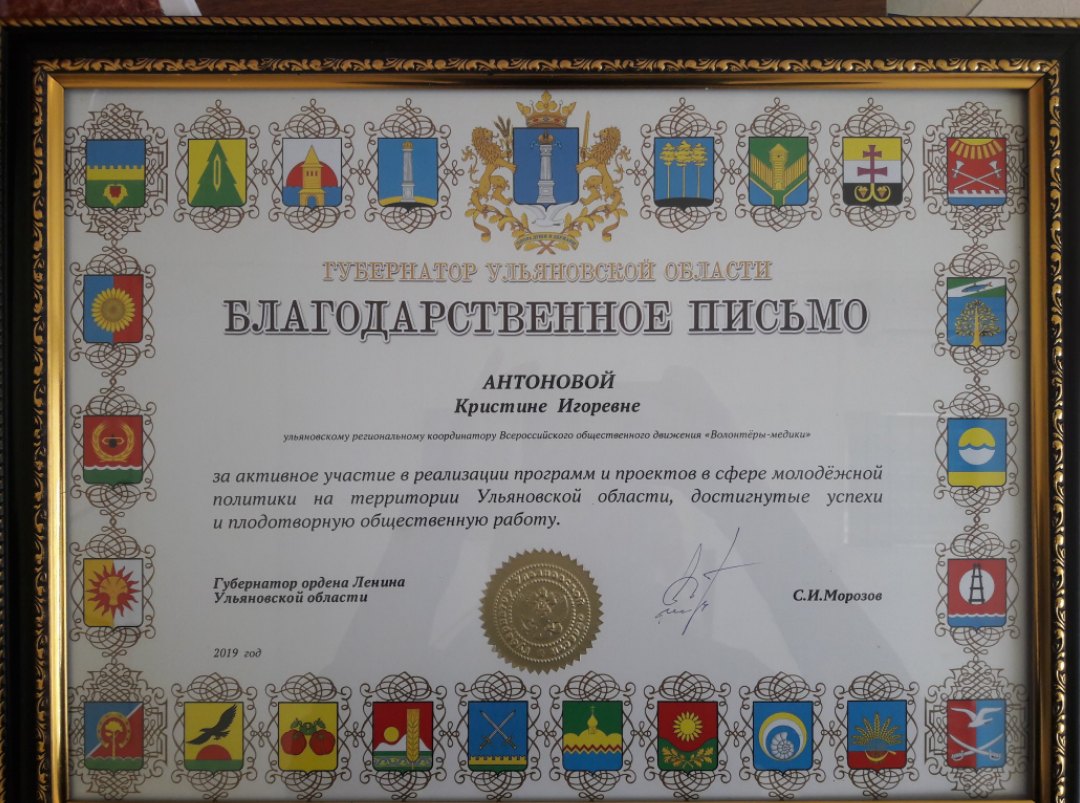 ГУБЕРНАТОР УЛЬЯНОВСКОЙ ОБЛАСТИ
БЛАГОДАРСТВЕННОЕ ПИСЬМО
АНТОНОВОЙ
Кристине Игоревне
ульяновскому региональному координатору Всероссийского общественного движения «Волонтёры-медики»
за активное участие в реализации программ и проектов в сфере молодёжной
политики на территории Ульяновской области, достигнутые успехи
и плодотворную общественную работу.
Губернатор ордена Ленина
Ульяновской области
С.И.Морозов
2019 год